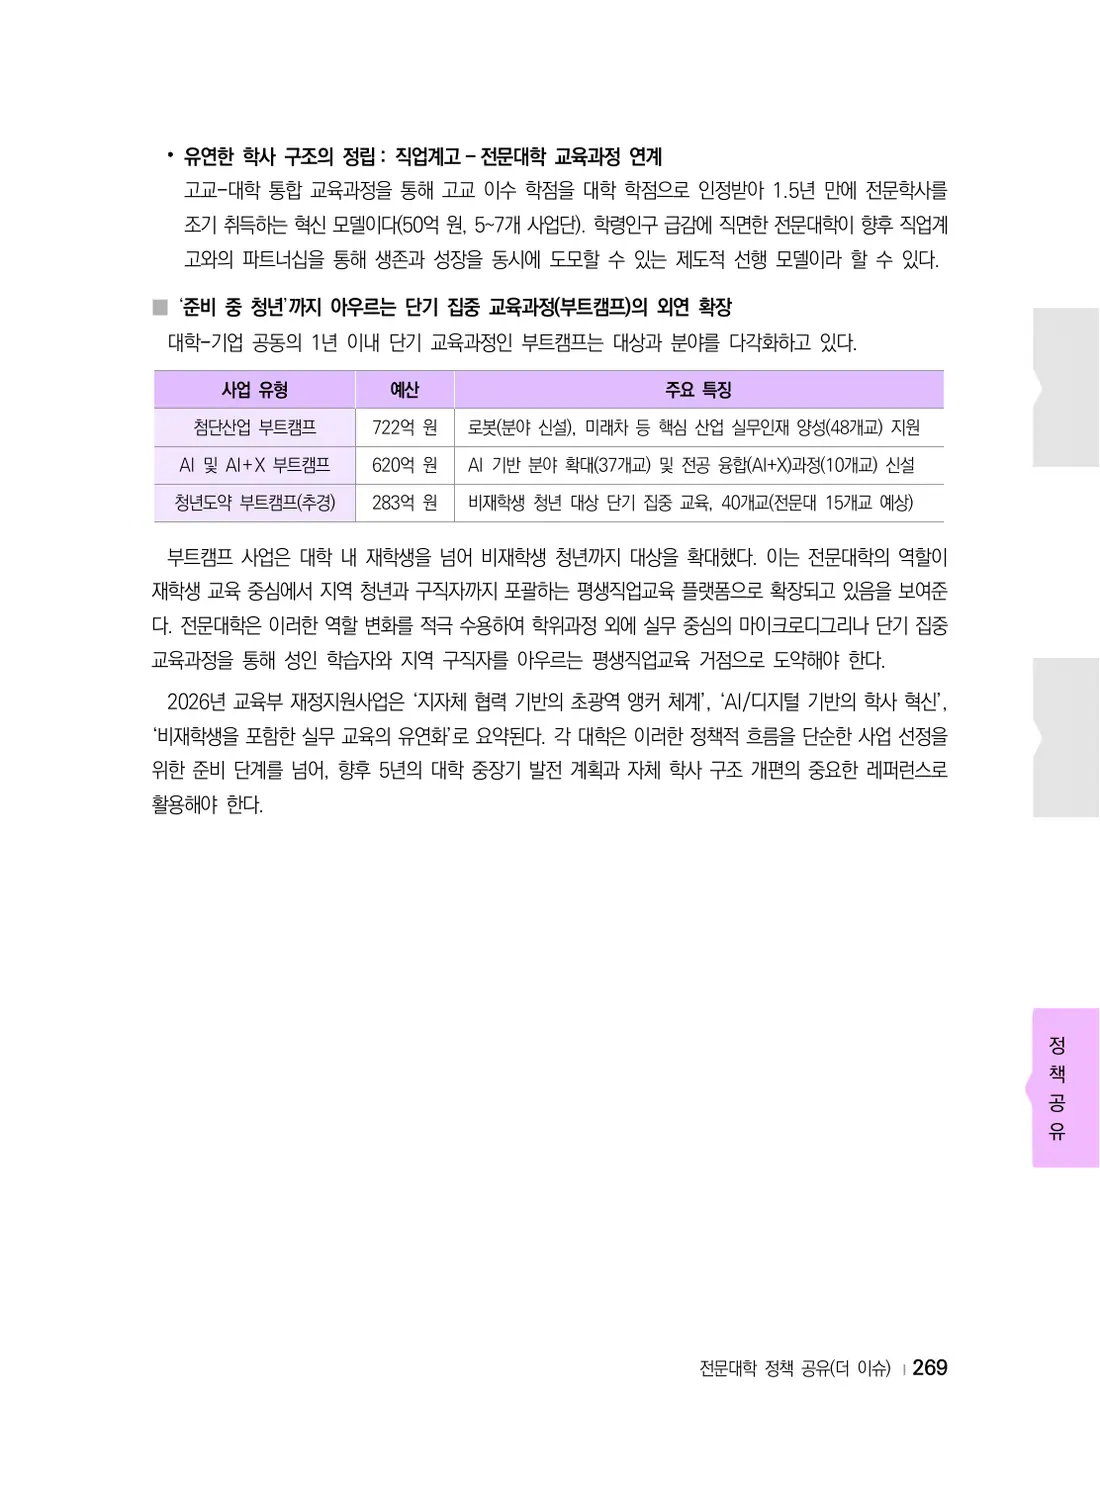 • 유연한 학사 구조의 정립 : 직업계고 – 전문대학 교육과정 연계
고교-대학 통합 교육과정을 통해 고교 이수 학점을 대학 학점으로 인정받아 1.5년 만에 전문학사를
조기 취득하는 혁신 모델이다(50억 원, 5~7개 사업단). 학령인구 급감에 직면한 전문대학이 향후 직업계
고와의 파트너십을 통해 생존과 성장을 동시에 도모할 수 있는 제도적 선행 모델이라 할 수 있다.
■ ‘준비 중 청년’까지 아우르는 단기 집중 교육과정(부트캠프)의 외연 확장
대학-기업 공동의 1년 이내 단기 교육과정인 부트캠프는 대상과 분야를 다각화하고 있다.
사업 유형 예산 주요 특징
첨단산업 부트캠프 722억 원 로봇(분야 신설), 미래차 등 핵심 산업 실무인재 양성(48개교) 지원
AI 및 AI+X 부트캠프 620억 원 AI 기반 분야 확대(37개교) 및 전공 융합(AI+X)과정(10개교) 신설
청년도약 부트캠프(추경) 283억 원 비재학생 청년 대상 단기 집중 교육, 40개교(전문대 15개교 예상)
부트캠프 사업은 대학 내 재학생을 넘어 비재학생 청년까지 대상을 확대했다. 이는 전문대학의 역할이
재학생 교육 중심에서 지역 청년과 구직자까지 포괄하는 평생직업교육 플랫폼으로 확장되고 있음을 보여준
다. 전문대학은 이러한 역할 변화를 적극 수용하여 학위과정 외에 실무 중심의 마이크로디그리나 단기 집중
교육과정을 통해 성인 학습자와 지역 구직자를 아우르는 평생직업교육 거점으로 도약해야 한다.
2026년 교육부 재정지원사업은 ‘지자체 협력 기반의 초광역 앵커 체계’, ‘AI/디지털 기반의 학사 혁신’,
‘비재학생을 포함한 실무 교육의 유연화’로 요약된다. 각 대학은 이러한 정책적 흐름을 단순한 사업 선정을
위한 준비 단계를 넘어, 향후 5년의 대학 중장기 발전 계획과 자체 학사 구조 개편의 중요한 레퍼런스로
활용해야 한다.
정
책
공
유
전문대학 정책 공유(더 이슈) | 269